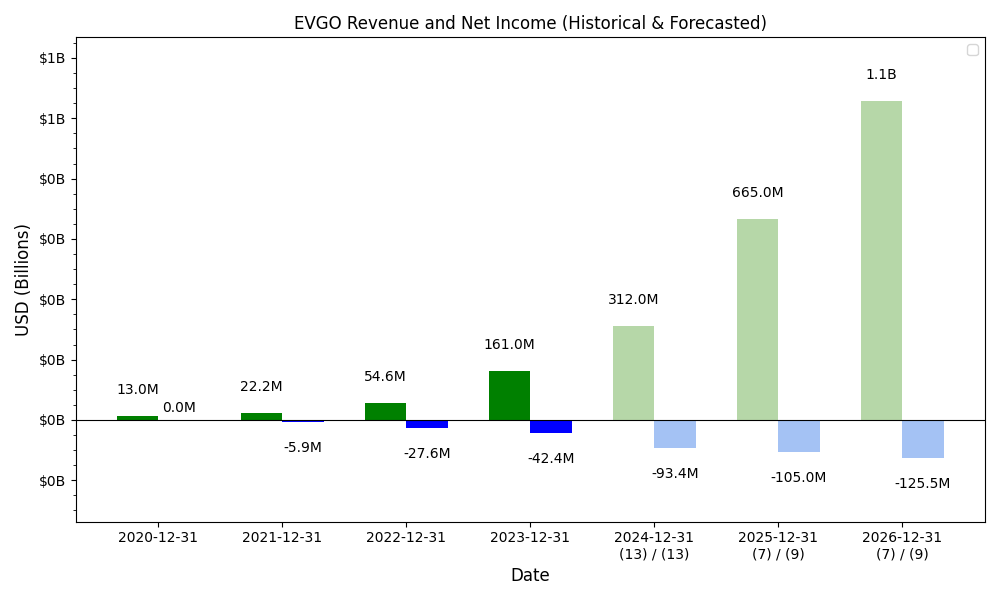 EVGO Revenue and Net Income (Historical & Forecasted)
$1B
$1B
$0B
$0B
$0B
$0B
$0B
$0B
USD (Billions)
13.0M
0.0M
22.2M
-5.9M
54.6M
-27.6M
161.0M
-42.4M
312.0M
-93.4M
665.0M
-105.0M
1.1B
-125.5M
2020-12-31
2021-12-31
2022-12-31
2023-12-31
2024-12-31
(13) / (13)
2025-12-31
(7) / (9)
2026-12-31
(7) / (9)
Date